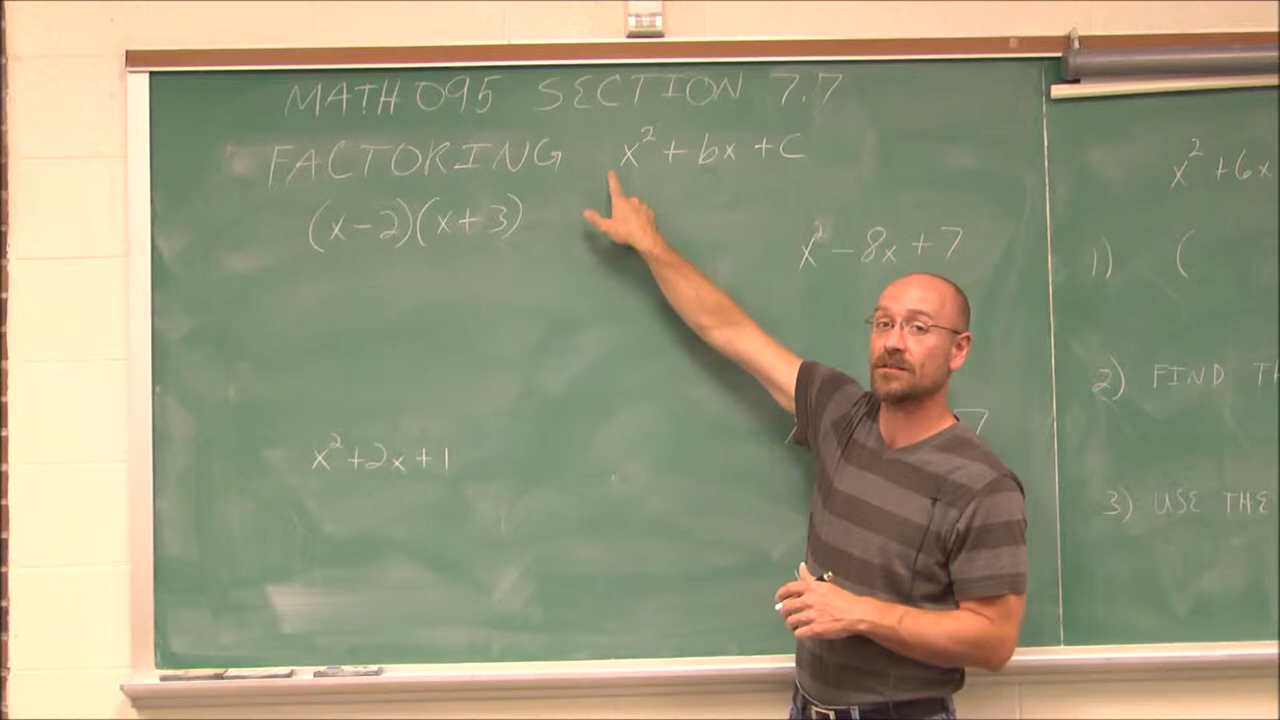 MATH 095 SECTION 7.7
FACTORING x² + bx + c
(x-2)(x+3)
x² - 8x + 7
x² + 2x + 1
7
x² + 6x
1) (
2) FIND
3) USE THE